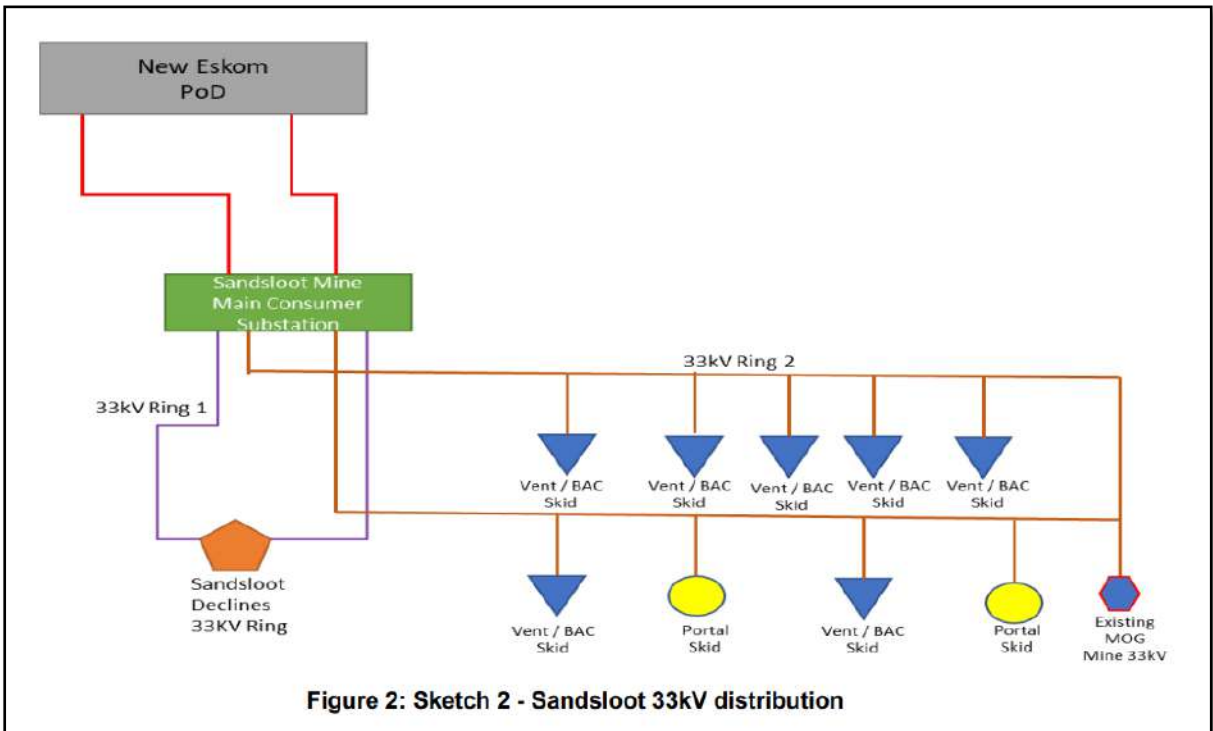 New Eskom
PoD
Sandsloot Mine
Main Consumer
Substation
33kV Ring 2
33kV Ring 1
Vent / BAC
Skid
Vent / BAC
Skid
Vent / BAC
Skid
Vent / BAC
Skid
Vent / BAC
Skid
Sandsloot
Declines
33KV Ring
Vent / BAC
Skid
Portal
Skid
Vent / BAC
Skid
Portal
Skid
Existing
MOG
Mine 33kV
Figure 2: Sketch 2 - Sandsloot 33kV distribution